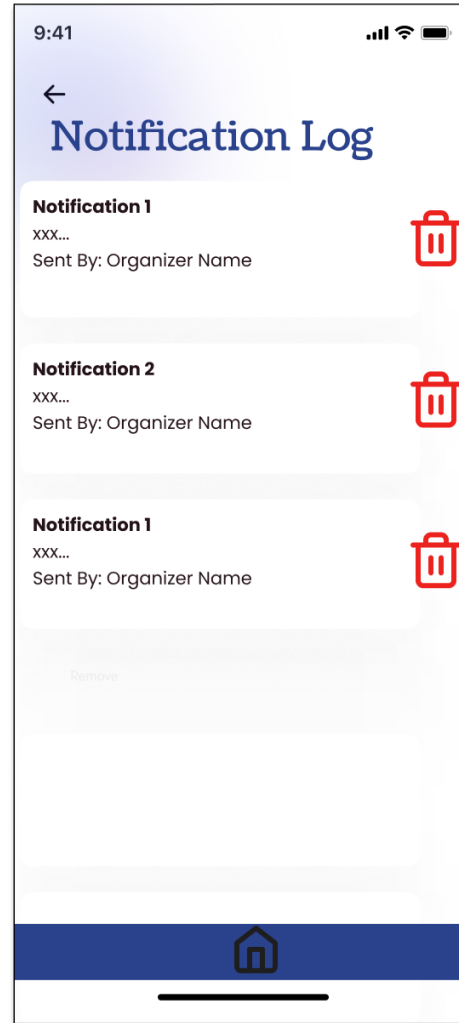 9:41
Notification Log
Notification 1
xxx...
Sent By: Organizer Name
Notification 2
xxx...
Sent By: Organizer Name
Notification 1
xxx...
Sent By: Organizer Name
Remove